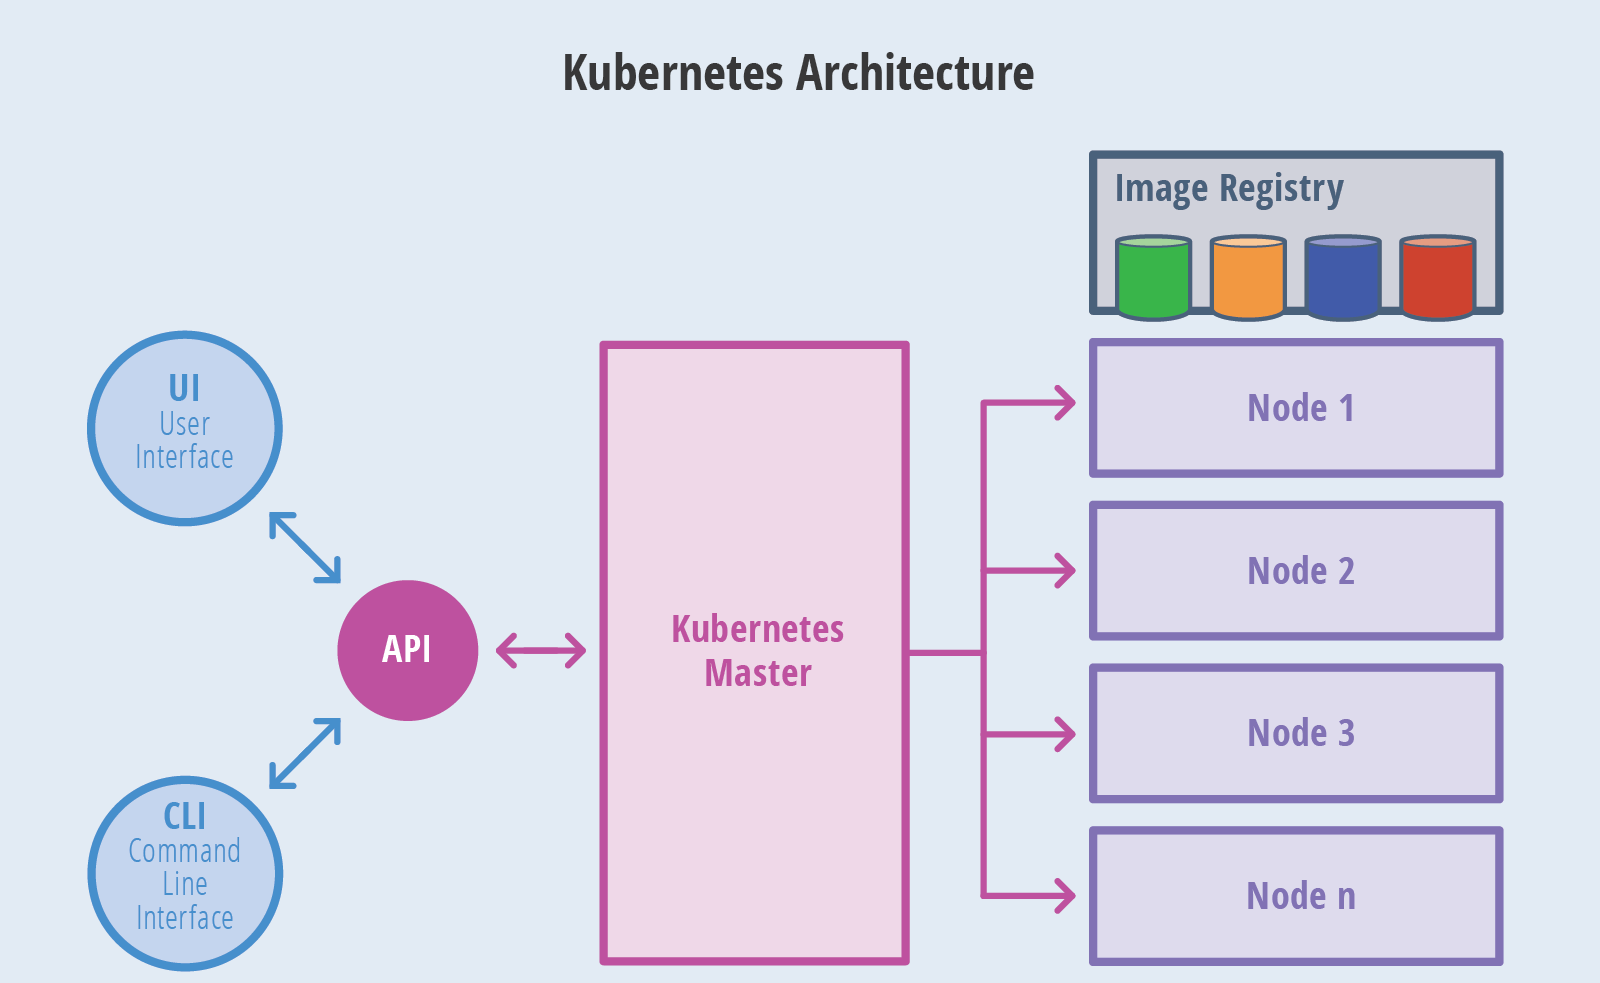 Kubernetes Architecture
UI
User
Interface
API
CLI
Command
Line
Interface
Kubernetes
Master
Image Registry
Node 1
Node 2
Node 3
Node n